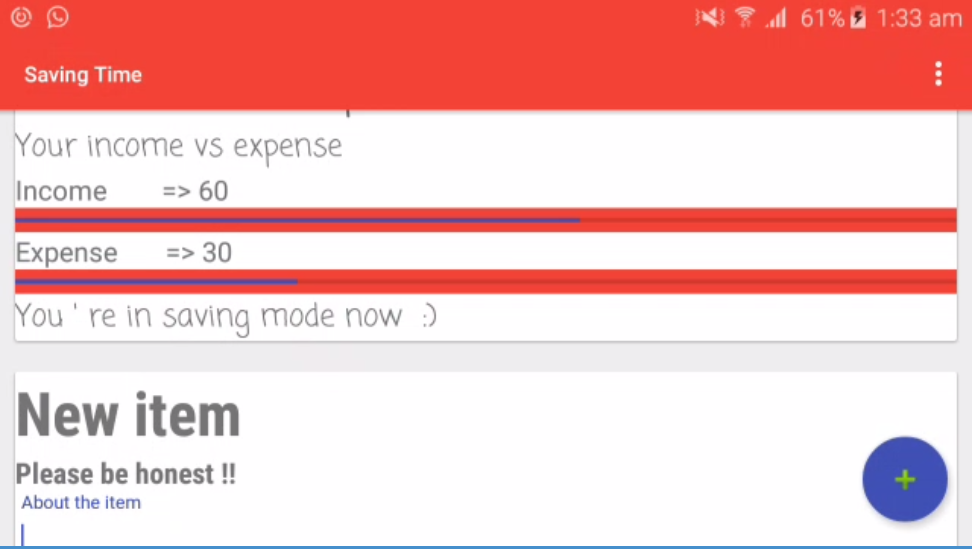 61% 1:33 am
Saving Time
Your income vs expense
Income => 60
Expense => 30
You ' re in saving mode now :)
New item
Please be honest !!
About the item